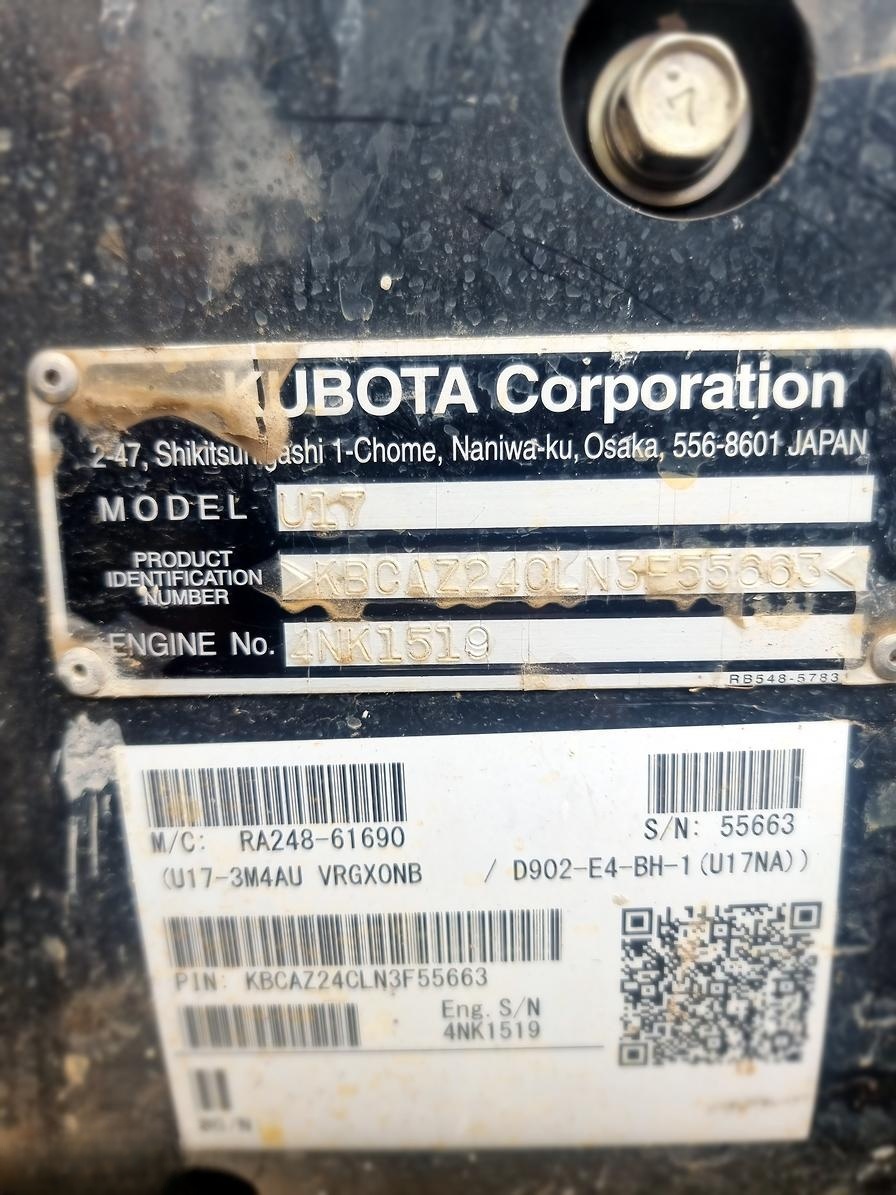 7
KUBOTA Corporation
2-47, Shikitsuhigashi 1-Chome, Naniwa-ku, Osaka, 556-8601 JAPAN
MODEL U17
PRODUCT
IDENTIFICATION
NUMBER
>KBCAZ24CLN3F55663<
ENGINE No. 4NK1519
RB548-5783
M/C: RA248-61690
S/N: 55663
(U17-3M4AU VRGXONB / D902-E4-BH-1(U17NA))
PIN: KBCAZ24CLN3F55663
Eng. S/N
4NK1519